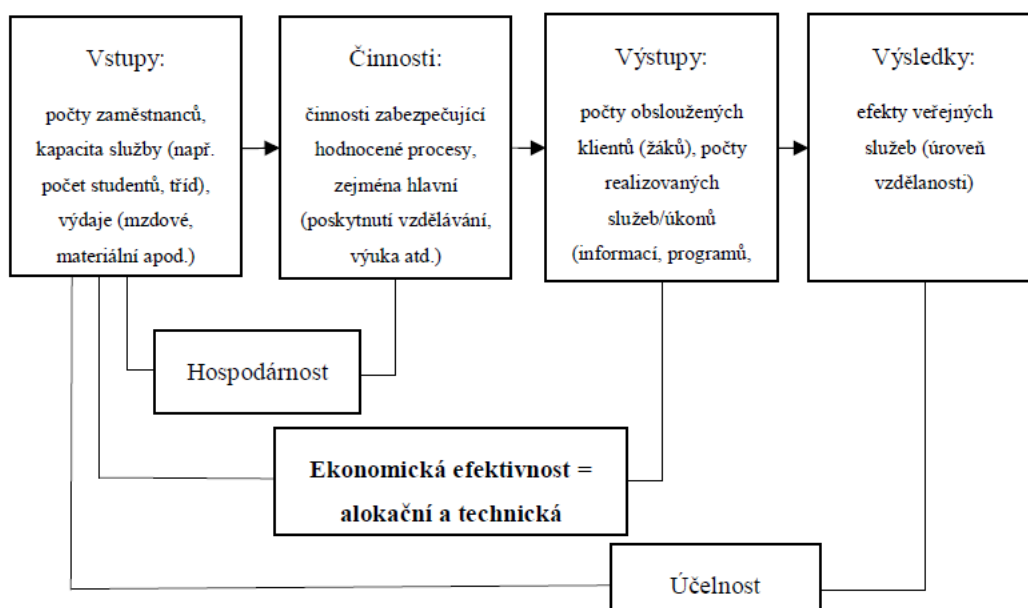 Vstupy:
počty zaměstnanců,
kapacita služby (např.
počet studentů, tříd),
výdaje (mzdové,
materiální apod.)
Činnosti:
činnosti zabezpečující
hodnocené procesy,
zejména hlavní
(poskytnutí vzdělávání,
výuka atd.)
Výstupy:
počty obsloužených
klientů (žáků), počty
realizovaných
služeb/úkonů
(informací, programů,
Výsledky:
efekty veřejných
služeb (úroveň
vzdělanosti)
Hospodárnost
Ekonomická efektivnost =
alokační a technická
Účelnost